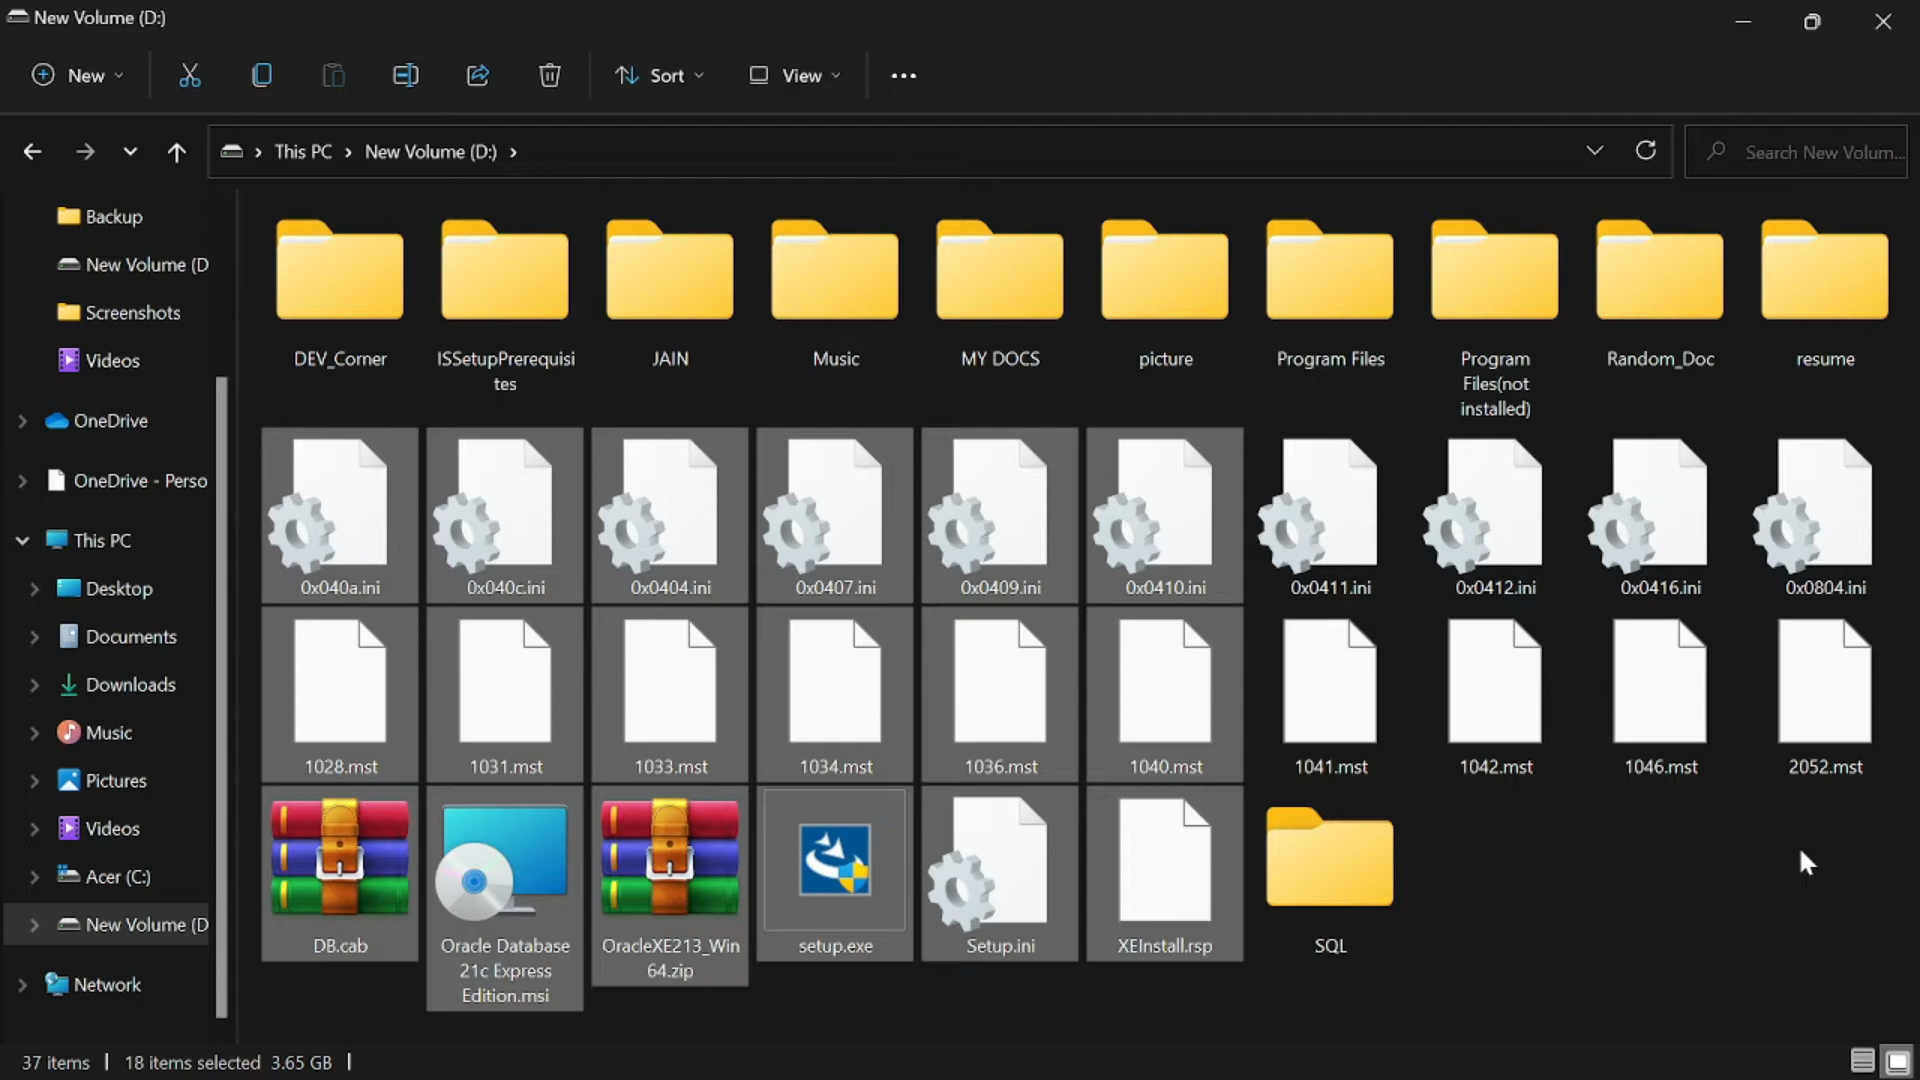 New Volume (D:)
New
Sort
View
This PC
New Volume (D:)
Search New Volum...
Backup
New Volume (D
Screenshots
Videos
OneDrive
OneDrive - Perso
This PC
Desktop
Documents
Downloads
Music
Pictures
Videos
Acer (C:)
New Volume (D
Network
DEV_Corner
ISSetupPrerequisi
tes
JAIN
Music
MY DOCS
picture
Program Files
Program
Files(not
installed)
Random_Doc
resume
0x040a.ini
0x040c.ini
0x0404.ini
0x0407.ini
0x0409.ini
0x0410.ini
0x0411.ini
0x0412.ini
0x0416.ini
0x0804.ini
1028.mst
1031.mst
1033.mst
1034.mst
1036.mst
1040.mst
1041.mst
1042.mst
1046.mst
2052.mst
DB.cab
Oracle Database
21c Express
Edition.msi
OracleXE213_Win
64.zip
setup.exe
Setup.ini
XEInstall.rsp
SQL
37 items
18 items selected 3.65 GB